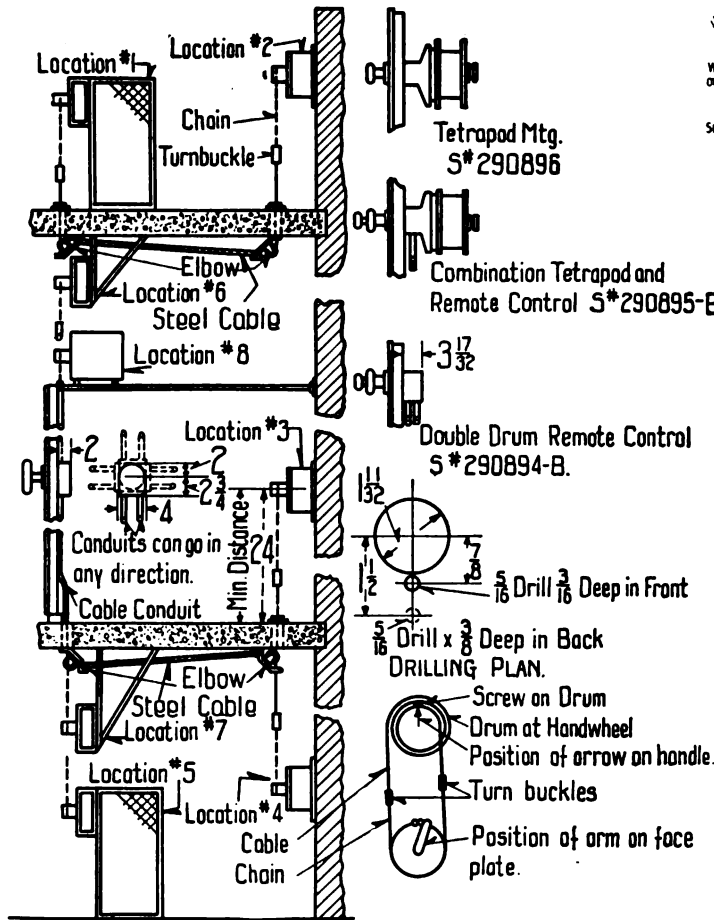 Location #1
Location #2
Chain
Turnbuckle
Tetrapod Mtg.
S# 290896
Elbow
Location #6
Steel Cable
Combination Tetrapod and
Remote Control S# 290895-B
Location #8
3 17/32
Location #3
2
2
2 3/4
4
Double Drum Remote Control
S# 290894-B.
Conduits can go in
any direction.
Min. Distance
24
Cable Conduit
1 11/32
1 1/2
7/8
5/16 Drill 3/16 Deep in Front
5/16 Drill x 3/8 Deep in Back
DRILLING PLAN.
Elbow
Steel Cable
Location #7
Location #5
Location #4
Screw on Drum
Drum at Handwheel
Position of arrow on handle.
Turn buckles
Cable
Chain
Position of arm on face
plate.